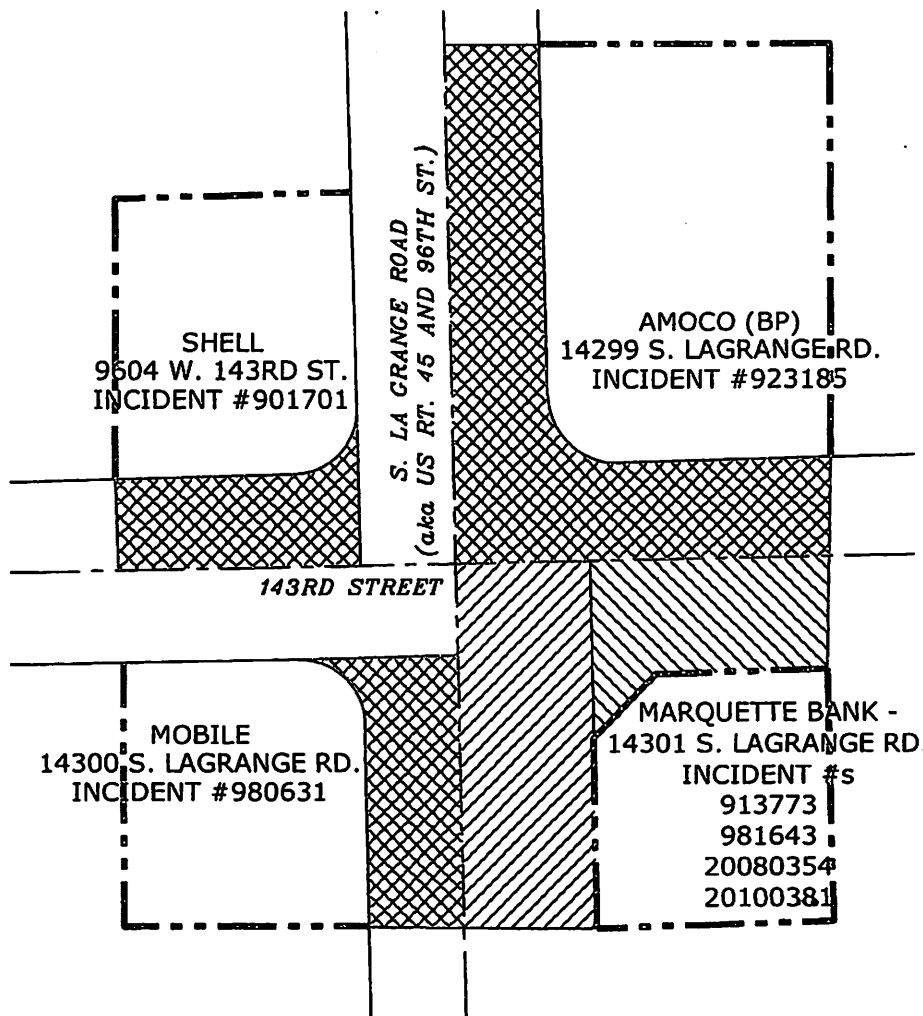 S. LA GRANGE ROAD
(aka US RT. 45 AND 96TH ST.)
SHELL
9604 W. 143RD ST.
INCIDENT #901701
AMOCO (BP)
14299 S. LAGRANGE RD.
INCIDENT #923185
143RD STREET
MOBILE
14300 S. LAGRANGE RD.
INCIDENT #980631
MARQUETTE BANK -
14301 S. LAGRANGE RD.
INCIDENT #s
913773
981643
20080354
20100381